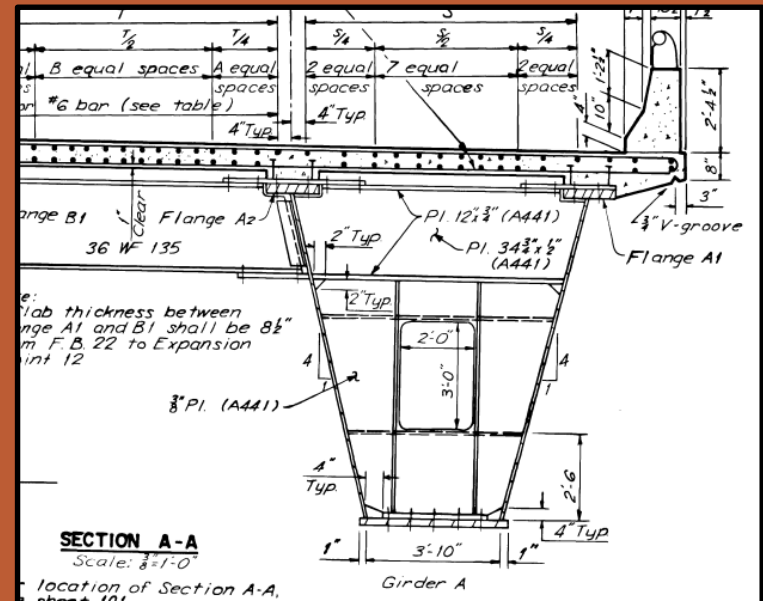 T/2 T/4 S/4 S/2 S/4
B equal spaces A equal spaces 2 equal spaces 7 equal spaces 2 equal spaces
#6 bar (see table)
4" Typ. 4" Typ.
1'-2½"
10"
4"
2'-4½"
8"
3"
¾" V-groove
1" Clear
ange B1
Flange A2
36 WF 135
Pl. 12" x ¾" (A441)
Pl. 34¾" x ½" (A441)
Flange A1
2" Typ.
2" Typ.
e:
lab thickness between
nge A1 and B1 shall be 8½"
m F.B. 22 to Expansion
int 12
2'-0"
3'-0"
4
1
4
1
⅜" Pl. (A441)
4" Typ.
2'-6
4" Typ.
1" 3'-10" 1"
Girder A
SECTION A-A
Scale: ⅜"=1'-0"
location of Section A-A,